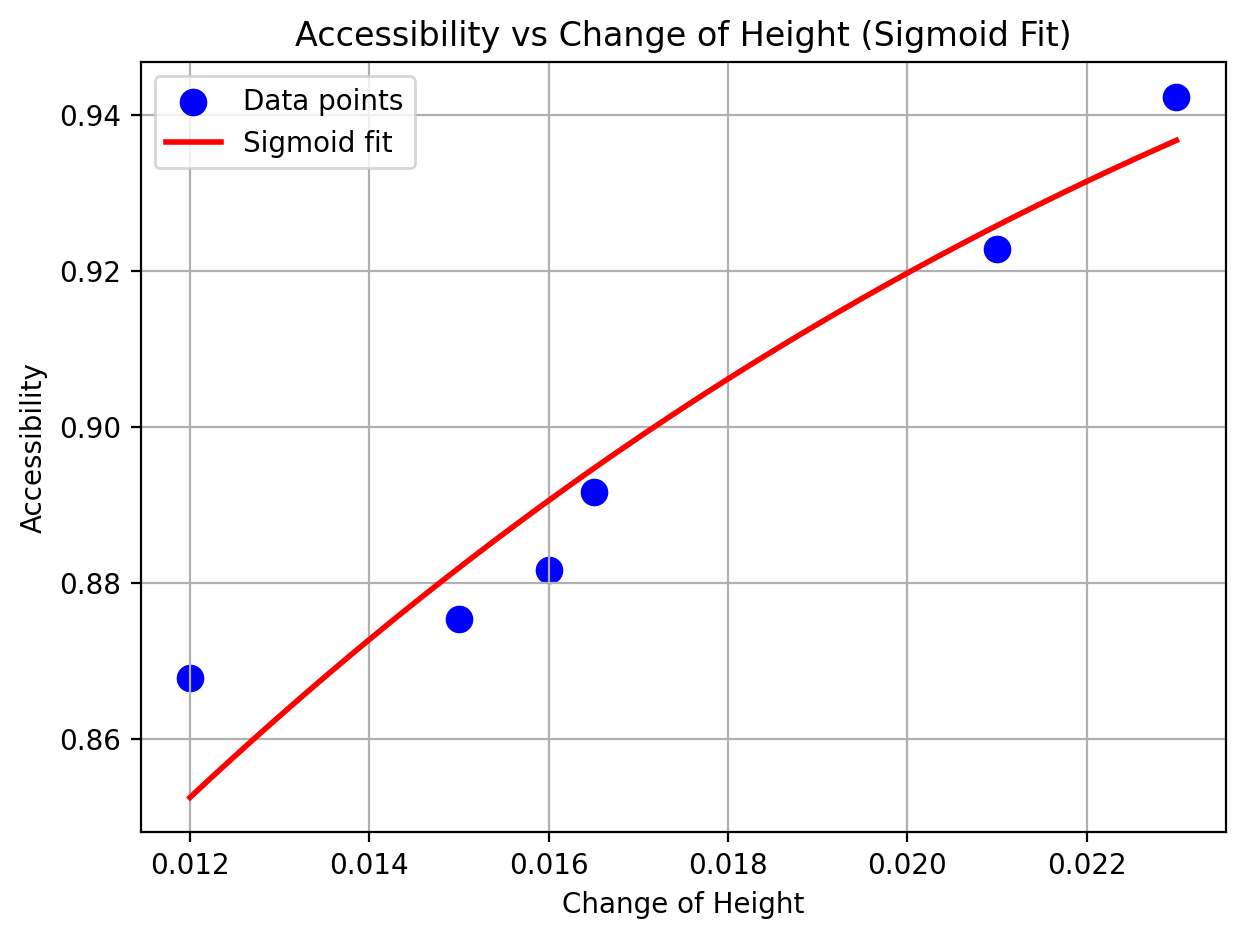 Accessibility vs Change of Height (Sigmoid Fit)
Data points
Sigmoid fit
0.94
0.92
0.90
0.88
0.86
Accessibility
0.012 0.014 0.016 0.018 0.020 0.022
Change of Height